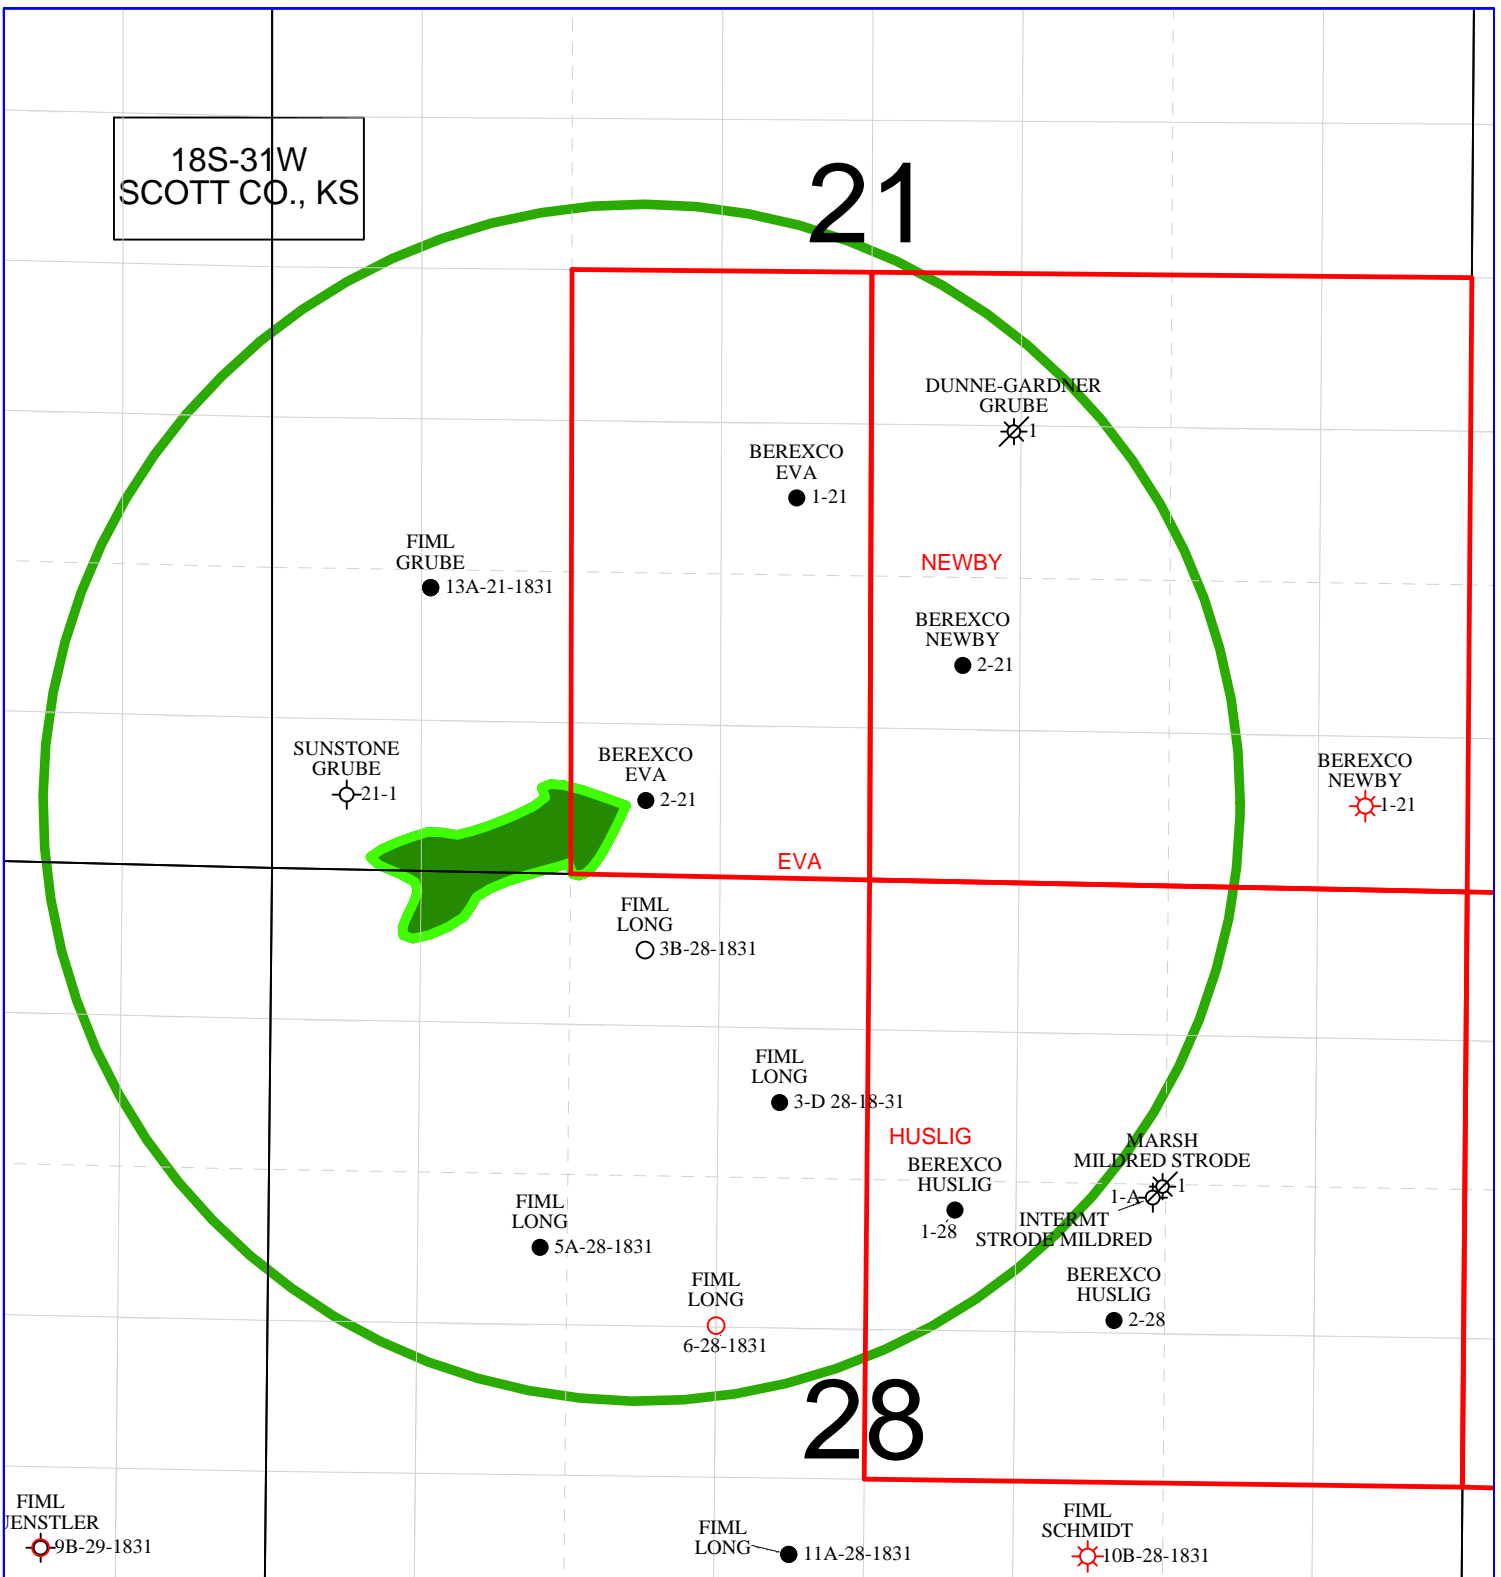 18S-31W
SCOTT CO., KS
21
DUNNE-GARDNER
GRUBE
1
BEREXCO
EVA
1-21
FIML
GRUBE
13A-21-1831
NEWBY
BEREXCO
NEWBY
2-21
SUNSTONE
GRUBE
21-1
BEREXCO
EVA
2-21
BEREXCO
NEWBY
1-21
EVA
FIML
LONG
3B-28-1831
FIML
LONG
3-D 28-18-31
HUSLIG
BEREXCO
HUSLIG
1-28
MARSH
MILDRED STRODE
1
1-A
INTERMT
STRODE MILDRED
FIML
LONG
5A-28-1831
BEREXCO
HUSLIG
2-28
FIML
LONG
6-28-1831
28
FIML
UENSTLER
9B-29-1831
FIML
LONG
11A-28-1831
FIML
SCHMIDT
10B-28-1831